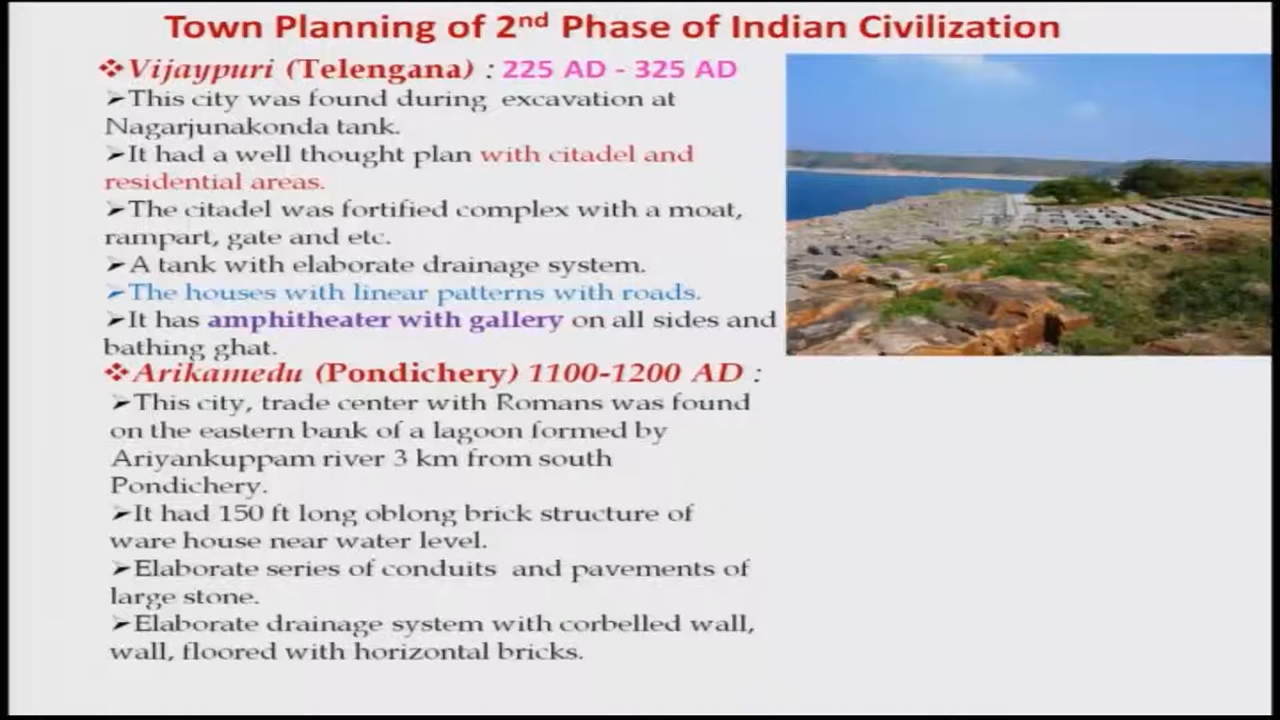 Town Planning of 2nd Phase of Indian Civilization
❖Vijaypuri (Telengana) : 225 AD - 325 AD
➢This city was found during excavation at
Nagarjunakonda tank.
➢It had a well thought plan with citadel and
residential areas.
➢The citadel was fortified complex with a moat,
rampart, gate and etc.
➢A tank with elaborate drainage system.
➢The houses with linear patterns with roads.
➢It has amphitheater with gallery on all sides and
bathing ghat.
❖Arikamedu (Pondichery) 1100-1200 AD :
➢This city, trade center with Romans was found
on the eastern bank of a lagoon formed by
Ariyankuppam river 3 km from south
Pondichery.
➢It had 150 ft long oblong brick structure of
ware house near water level.
➢Elaborate series of conduits and pavements of
large stone.
➢Elaborate drainage system with corbelled wall,
wall, floored with horizontal bricks.